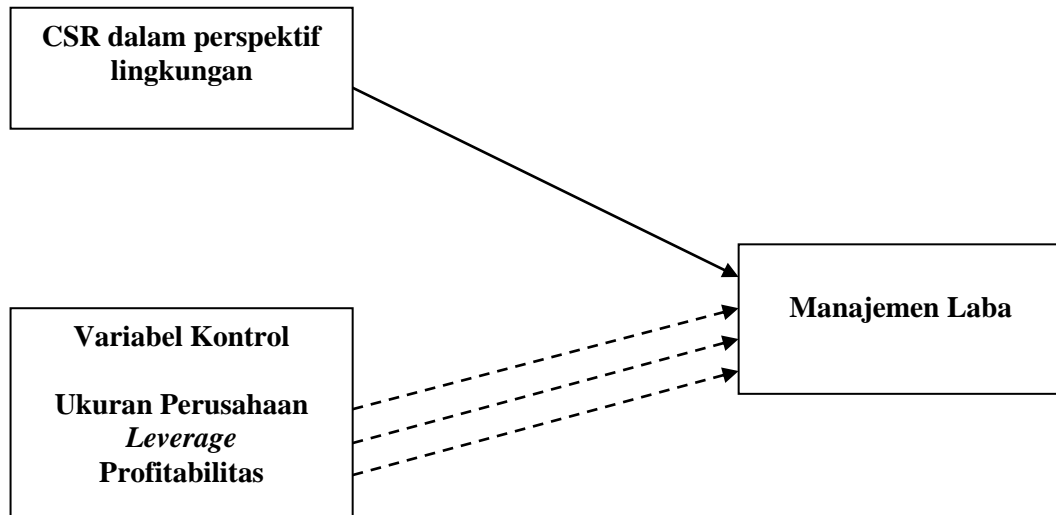 CSR dalam perspektif
lingkungan
Manajemen Laba
Variabel Kontrol
Ukuran Perusahaan
Leverage
Profitabilitas